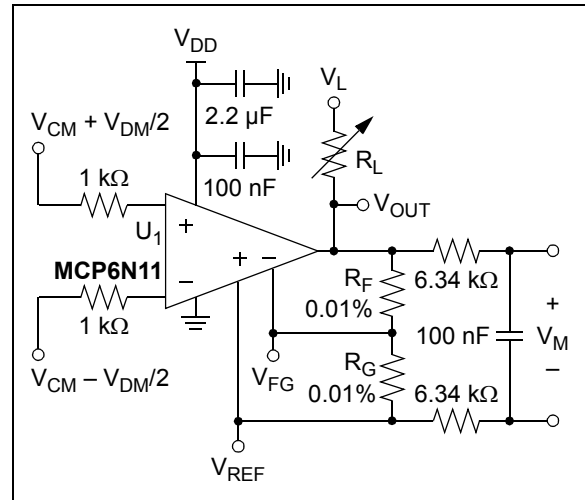 V_DD
V_L
2.2 µF
V_CM + V_DM/2
R_L
100 nF
1 kΩ
V_OUT
U_1
+
+ −
MCP6N11
−
R_F
0.01%
6.34 kΩ
+
1 kΩ
100 nF
V_M
V_FG
R_G
0.01%
−
V_CM − V_DM/2
6.34 kΩ
V_REF